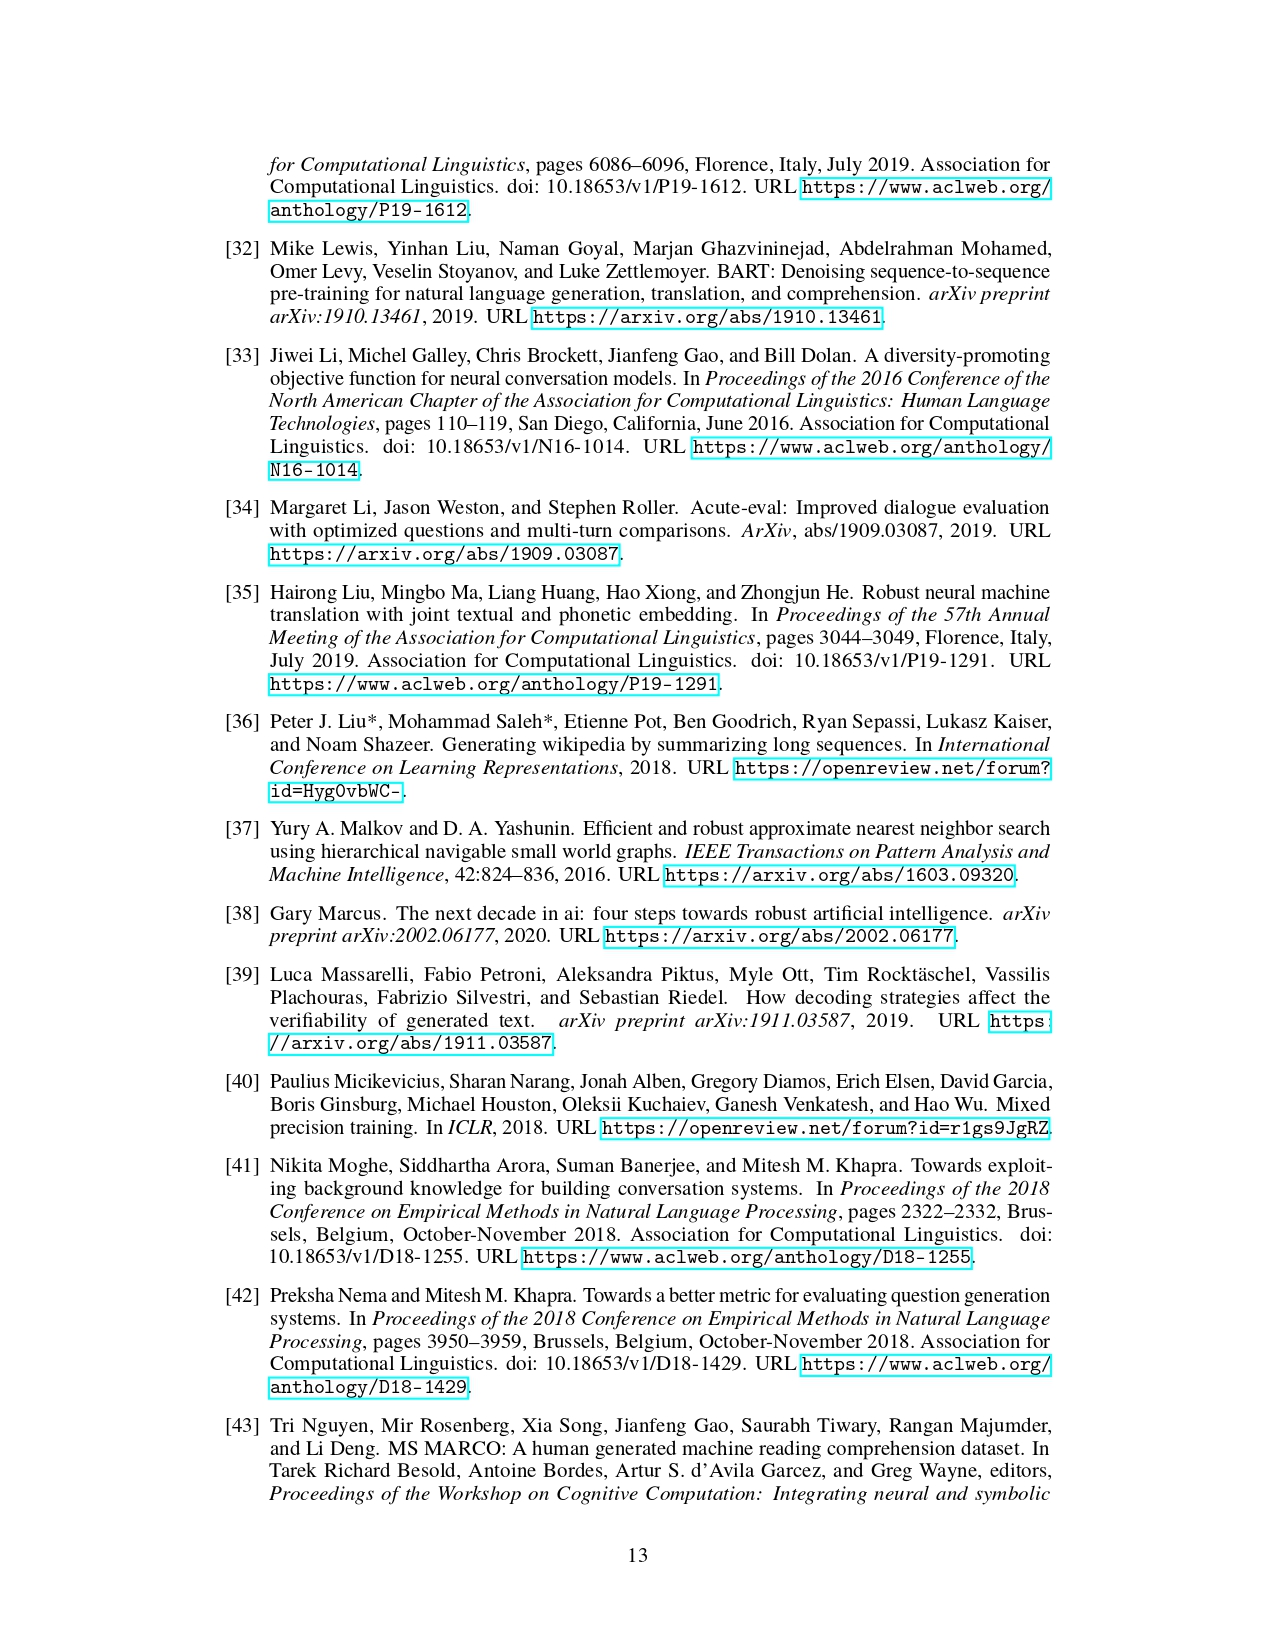 for Computational Linguistics, pages 6086–6096, Florence, Italy, July 2019. Association for
Computational Linguistics. doi: 10.18653/v1/P19-1612. URL https://www.aclweb.org/
anthology/P19-1612.
[32] Mike Lewis, Yinhan Liu, Naman Goyal, Marjan Ghazvininejad, Abdelrahman Mohamed,
Omer Levy, Veselin Stoyanov, and Luke Zettlemoyer. BART: Denoising sequence-to-sequence
pre-training for natural language generation, translation, and comprehension. arXiv preprint
arXiv:1910.13461, 2019. URL https://arxiv.org/abs/1910.13461.
[33] Jiwei Li, Michel Galley, Chris Brockett, Jianfeng Gao, and Bill Dolan. A diversity-promoting
objective function for neural conversation models. In Proceedings of the 2016 Conference of the
North American Chapter of the Association for Computational Linguistics: Human Language
Technologies, pages 110–119, San Diego, California, June 2016. Association for Computational
Linguistics. doi: 10.18653/v1/N16-1014. URL https://www.aclweb.org/anthology/
N16-1014.
[34] Margaret Li, Jason Weston, and Stephen Roller. Acute-eval: Improved dialogue evaluation
with optimized questions and multi-turn comparisons. ArXiv, abs/1909.03087, 2019. URL
https://arxiv.org/abs/1909.03087.
[35] Hairong Liu, Mingbo Ma, Liang Huang, Hao Xiong, and Zhongjun He. Robust neural machine
translation with joint textual and phonetic embedding. In Proceedings of the 57th Annual
Meeting of the Association for Computational Linguistics, pages 3044–3049, Florence, Italy,
July 2019. Association for Computational Linguistics. doi: 10.18653/v1/P19-1291. URL
https://www.aclweb.org/anthology/P19-1291.
[36] Peter J. Liu*, Mohammad Saleh*, Etienne Pot, Ben Goodrich, Ryan Sepassi, Lukasz Kaiser,
and Noam Shazeer. Generating wikipedia by summarizing long sequences. In International
Conference on Learning Representations, 2018. URL https://openreview.net/forum?
id=Hyg0vbWC-.
[37] Yury A. Malkov and D. A. Yashunin. Efficient and robust approximate nearest neighbor search
using hierarchical navigable small world graphs. IEEE Transactions on Pattern Analysis and
Machine Intelligence, 42:824–836, 2016. URL https://arxiv.org/abs/1603.09320.
[38] Gary Marcus. The next decade in ai: four steps towards robust artificial intelligence. arXiv
preprint arXiv:2002.06177, 2020. URL https://arxiv.org/abs/2002.06177.
[39] Luca Massarelli, Fabio Petroni, Aleksandra Piktus, Myle Ott, Tim Rocktäschel, Vassilis
Plachouras, Fabrizio Silvestri, and Sebastian Riedel. How decoding strategies affect the
verifiability of generated text. arXiv preprint arXiv:1911.03587, 2019. URL https:
//arxiv.org/abs/1911.03587.
[40] Paulius Micikevicius, Sharan Narang, Jonah Alben, Gregory Diamos, Erich Elsen, David Garcia,
Boris Ginsburg, Michael Houston, Oleksii Kuchaiev, Ganesh Venkatesh, and Hao Wu. Mixed
precision training. In ICLR, 2018. URL https://openreview.net/forum?id=r1gs9JgRZ.
[41] Nikita Moghe, Siddhartha Arora, Suman Banerjee, and Mitesh M. Khapra. Towards exploit-
ing background knowledge for building conversation systems. In Proceedings of the 2018
Conference on Empirical Methods in Natural Language Processing, pages 2322–2332, Brus-
sels, Belgium, October-November 2018. Association for Computational Linguistics. doi:
10.18653/v1/D18-1255. URL https://www.aclweb.org/anthology/D18-1255.
[42] Preksha Nema and Mitesh M. Khapra. Towards a better metric for evaluating question generation
systems. In Proceedings of the 2018 Conference on Empirical Methods in Natural Language
Processing, pages 3950–3959, Brussels, Belgium, October-November 2018. Association for
Computational Linguistics. doi: 10.18653/v1/D18-1429. URL https://www.aclweb.org/
anthology/D18-1429.
[43] Tri Nguyen, Mir Rosenberg, Xia Song, Jianfeng Gao, Saurabh Tiwary, Rangan Majumder,
and Li Deng. MS MARCO: A human generated machine reading comprehension dataset. In
Tarek Richard Besold, Antoine Bordes, Artur S. d'Avila Garcez, and Greg Wayne, editors,
Proceedings of the Workshop on Cognitive Computation: Integrating neural and symbolic
13